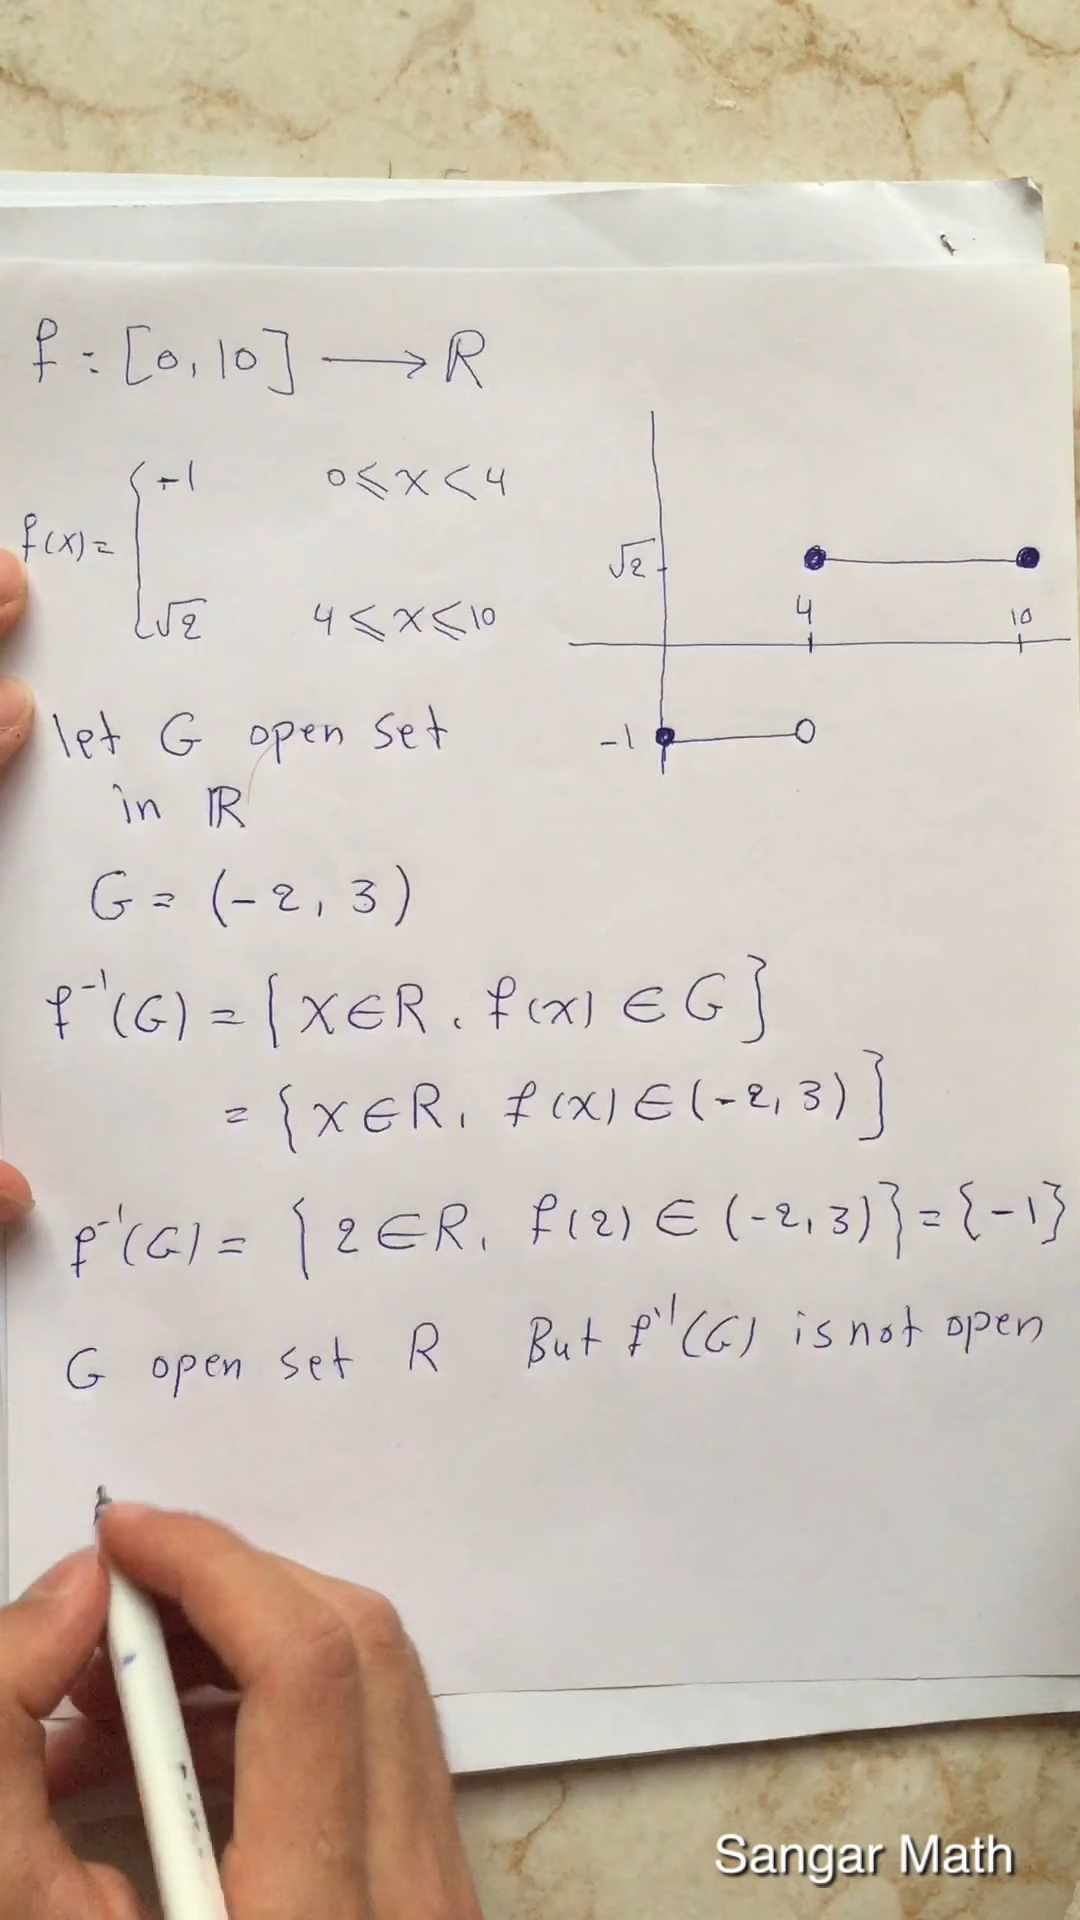 f : [0, 10] ⟶ R
f(x) = { -1    0 ⩽ x < 4
√2    4 ⩽ x ⩽ 10
√2
4    10
-1
let G open set
in ℝ
G = (-2, 3)
f⁻¹(G) = { x ∈ R, f(x) ∈ G }
= { x ∈ R, f(x) ∈ (-2, 3) }
f⁻¹(G) = { 2 ∈ R, f(2) ∈ (-2, 3) } = {-1}
G open set R    But f⁻¹(G) is not open
Sangar Math